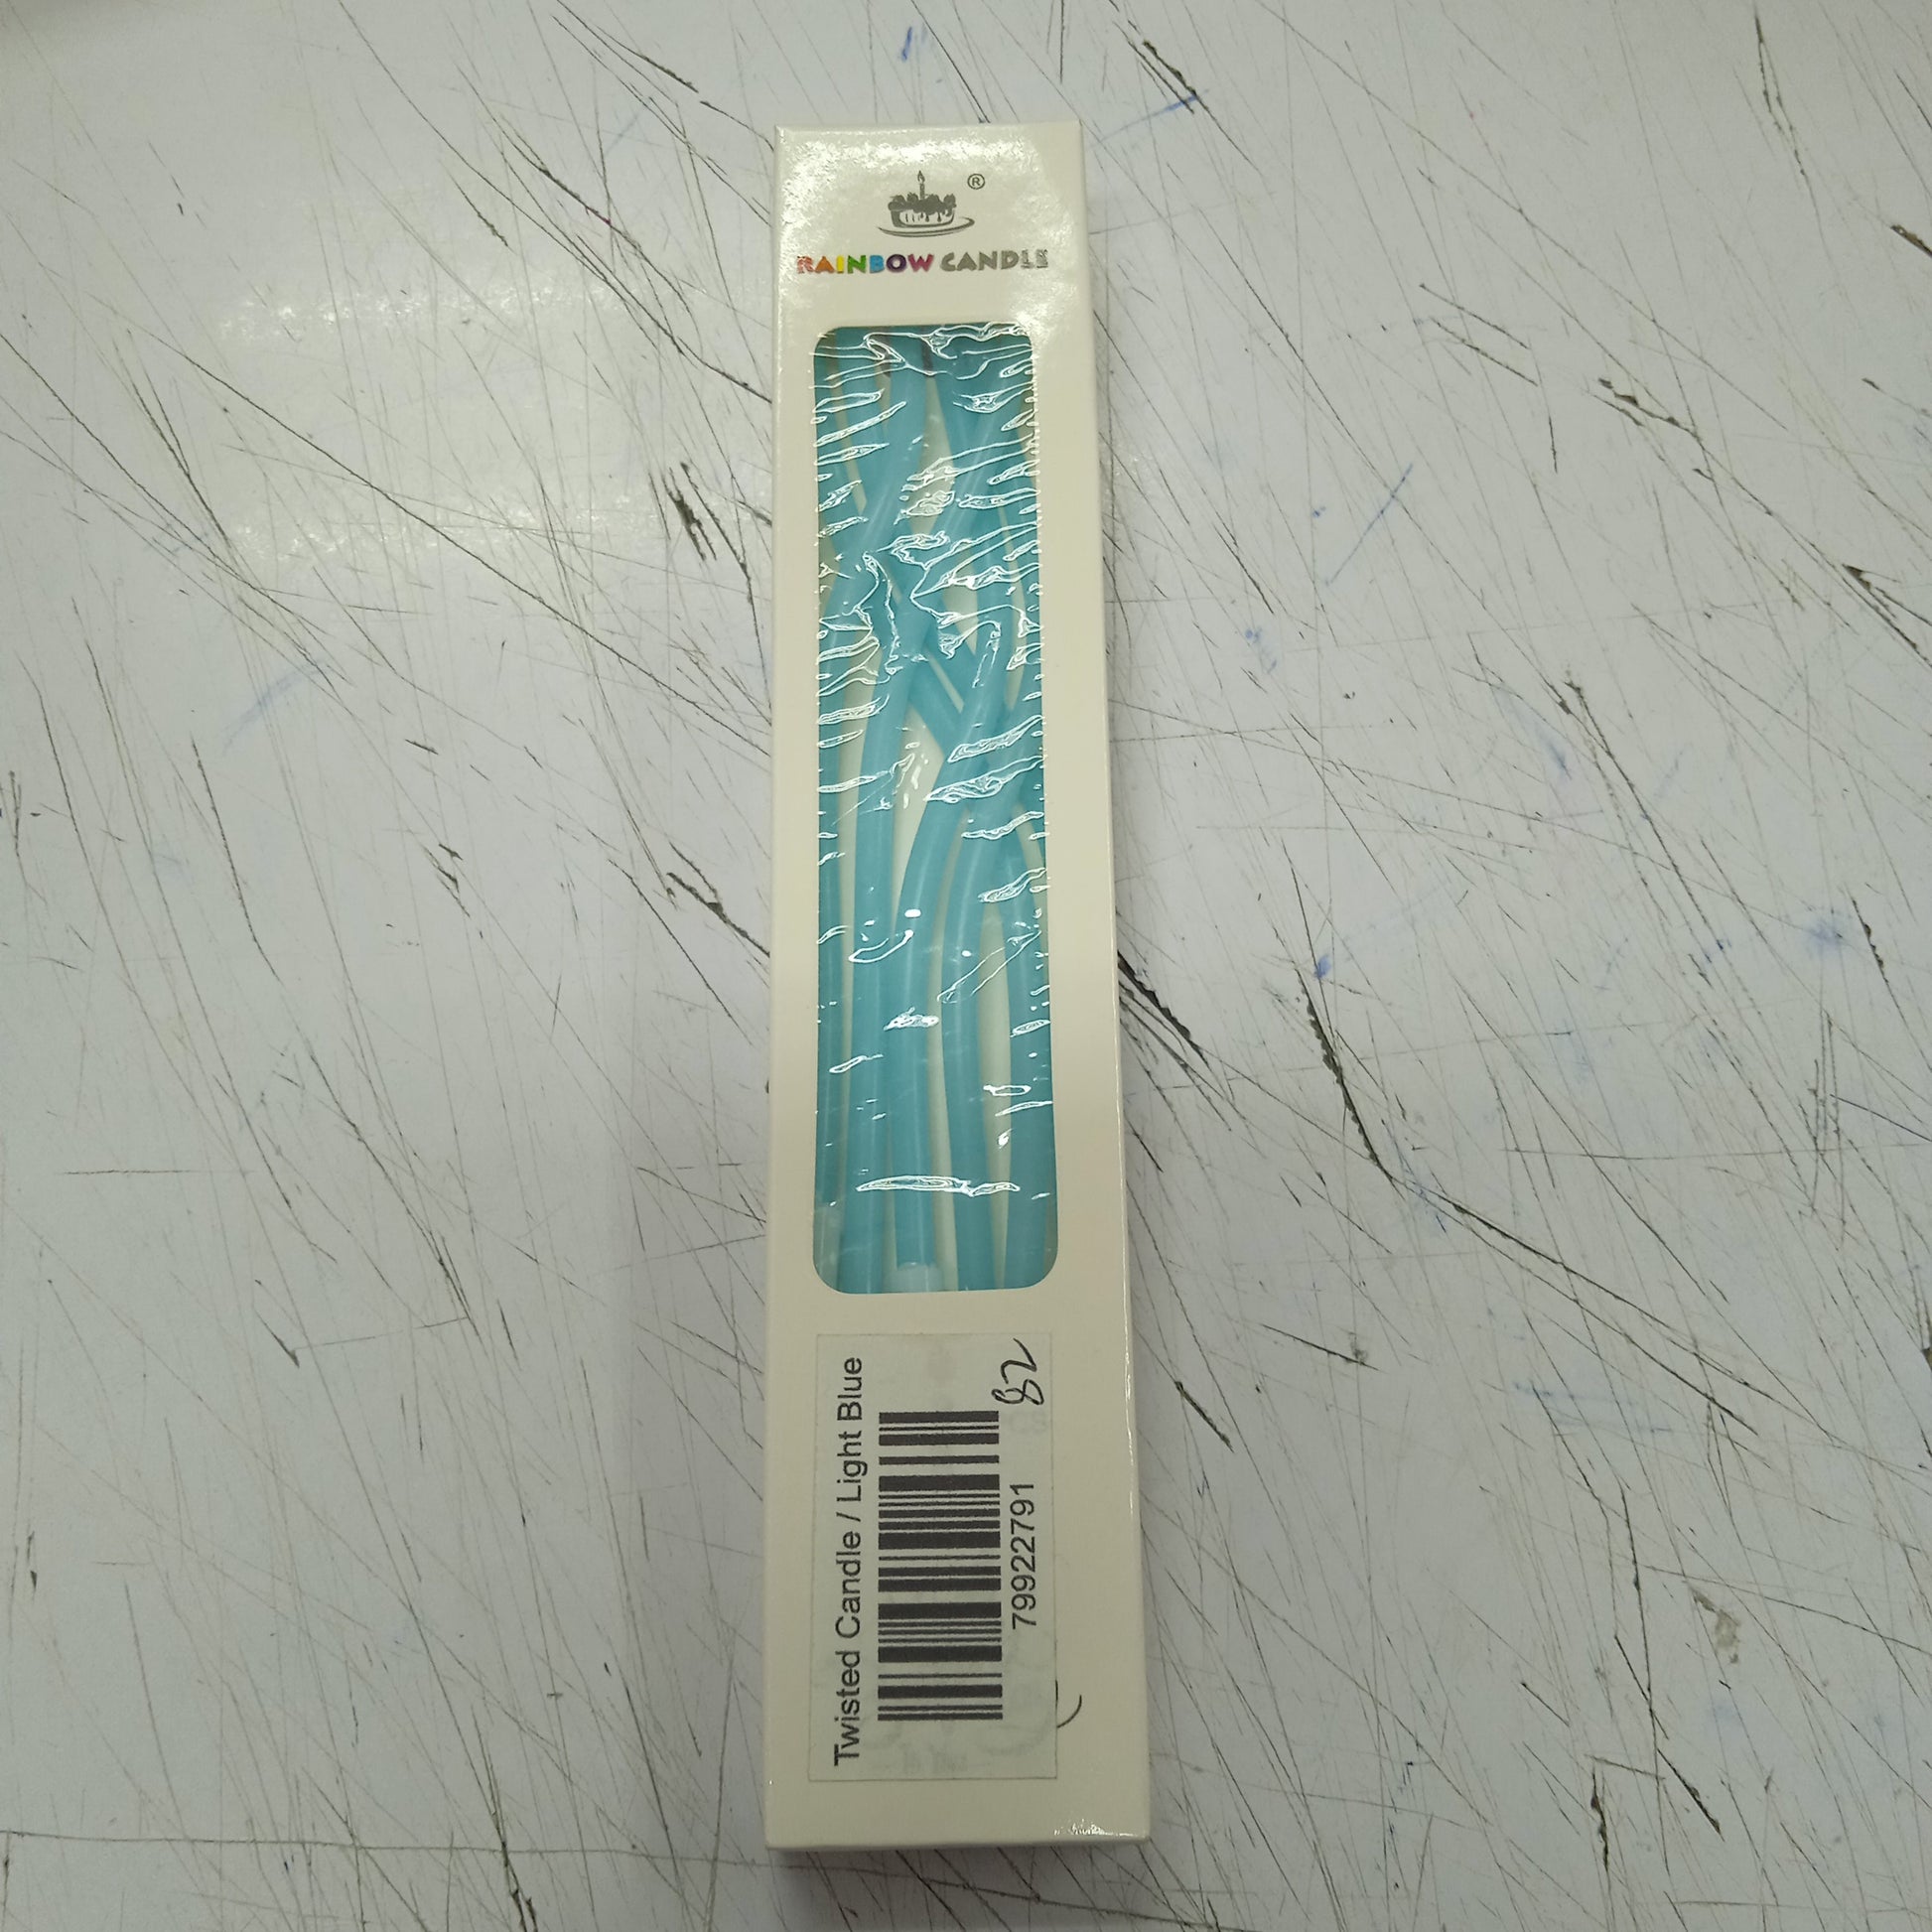 ®
RAINBOW CANDLE
Twisted Candle / Light Blue
79922791
82